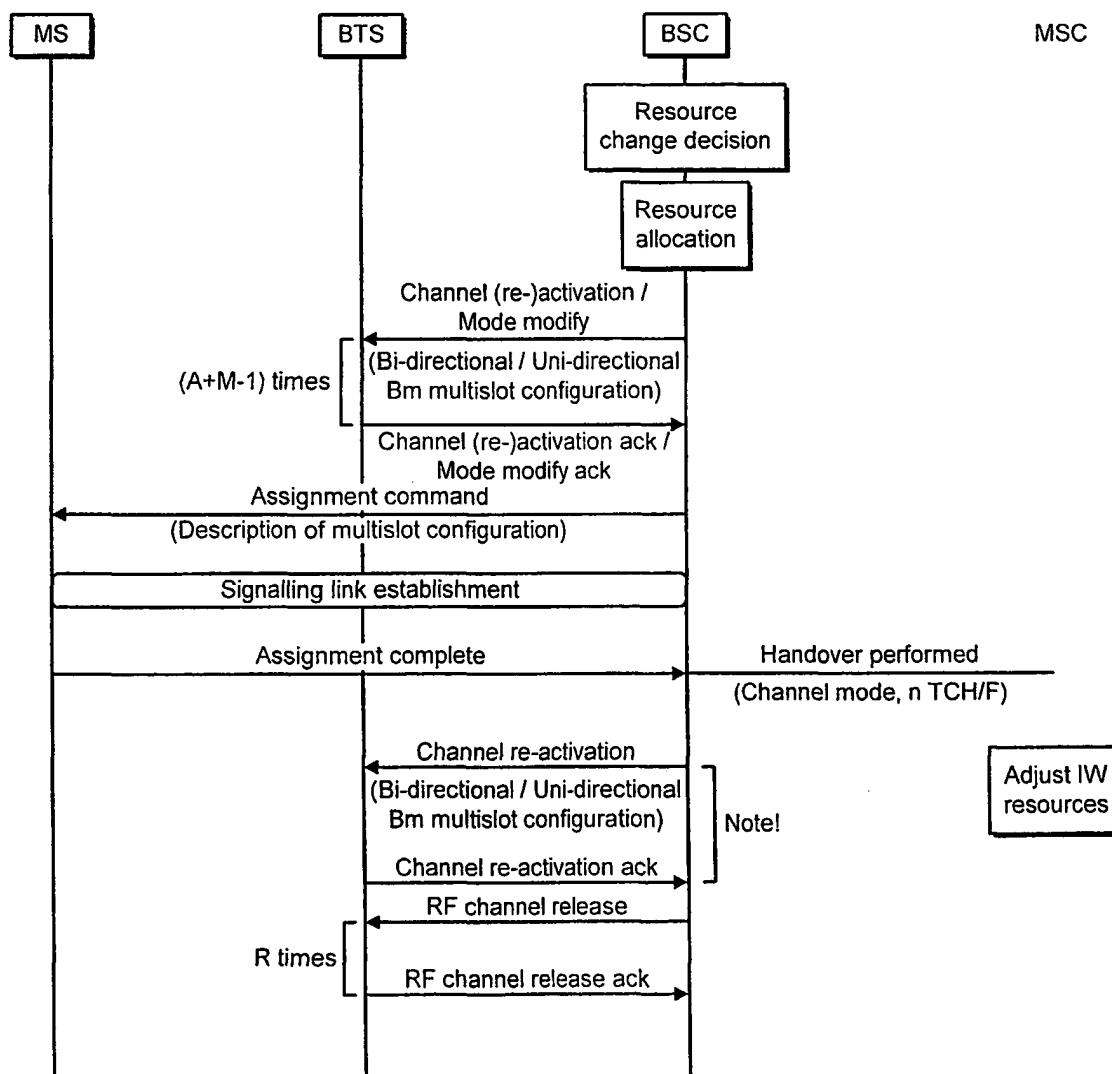 MS
BTS
BSC
MSC
Resource
change decision
Resource
allocation
Channel (re-)activation /
Mode modify
(Bi-directional / Uni-directional
Bm multislot configuration)
(A+M-1) times
Channel (re-)activation ack /
Mode modify ack
Assignment command
(Description of multislot configuration)
Signalling link establishment
Assignment complete
Handover performed
(Channel mode, n TCH/F)
Channel re-activation
(Bi-directional / Uni-directional
Bm multislot configuration)
Note!
Adjust IW
resources
Channel re-activation ack
RF channel release
R times
RF channel release ack